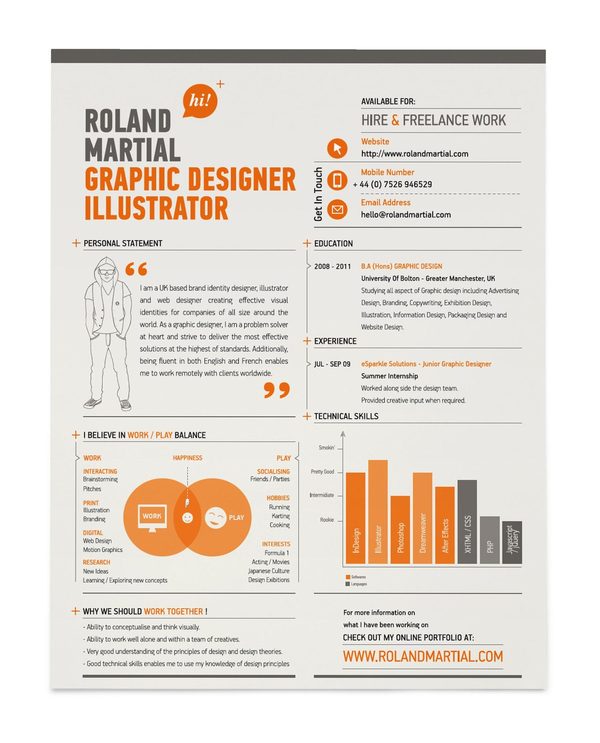 hi!
ROLAND
MARTIAL
GRAPHIC DESIGNER
ILLUSTRATOR
AVAILABLE FOR:
HIRE & FREELANCE WORK
Get In Touch
Website
http://www.rolandmartial.com
Mobile Number
+ 44 (0) 7526 946529
Email Address
hello@rolandmartial.com
PERSONAL STATEMENT
“
I am a UK based brand identity designer, illustrator
and web designer creating effective visual
identities for companies of all size around the
world. As a graphic designer, I am a problem solver
at heart and strive to deliver the most effective
solutions at the highest of standards. Additionally,
being fluent in both English and French enables
me to work remotely with clients worldwide.
”
EDUCATION
2008 - 2011
B.A (Hons) GRAPHIC DESIGN
University Of Bolton - Greater Manchester, UK
Studying all aspect of Graphic design including Advertising
Design, Branding, Copywriting, Exhibition Design,
Illustration, Information Design, Packaging Design and
Website Design.
EXPERIENCE
JUL - SEP 09
eSparkle Solutions - Junior Graphic Designer
Summer Internship
Worked along side the design team.
Provided creative input when required.
I BELIEVE IN WORK / PLAY BALANCE
WORK
HAPPINESS
PLAY
INTERACTING
Brainstorming
Pitches
PRINT
Illustration
Branding
DIGITAL
Web Design
Motion Graphics
RESEARCH
New Ideas
Learning / Exploring new concepts
WORK
PLAY
SOCIALISING
Friends / Parties
HOBBIES
Running
Karting
Cooking
INTERESTS
Formula 1
Acting / Movies
Japanese Culture
Design Exibitions
TECHNICAL SKILLS
Smokin'
Pretty Good
Intermediate
Rookie
InDesign
Illustrator
Photoshop
Dreamweaver
After Effects
XHTML / CSS
PHP
Javascript
/ jQuery
Softwares
Languages
WHY WE SHOULD WORK TOGETHER !
- Ability to conceptualise and think visually.
- Ability to work well alone and within a team of creatives.
- Very good understanding of the principles of design and design theories.
- Good technical skills enables me to use my knowledge of design principles
For more information on
what I have been working on
CHECK OUT MY ONLINE PORTFOLIO AT:
WWW.ROLANDMARTIAL.COM